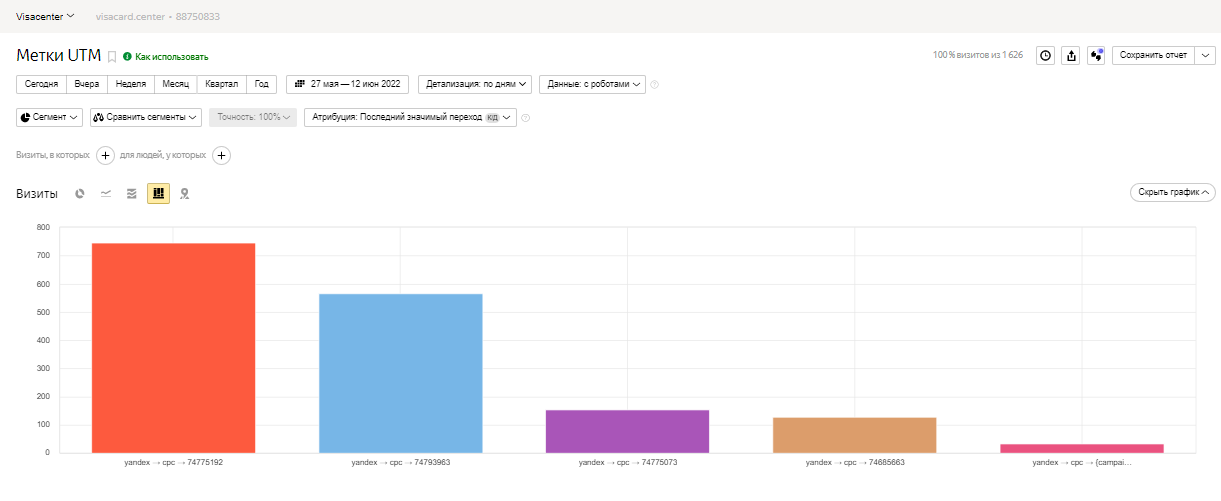 Visacenter visacard.center • 88750833
Метки UTM Как использовать 100% визитов из 1 626 Сохранить отчет
Сегодня Вчера Неделя Месяц Квартал Год 27 мая — 12 июн 2022 Детализация: по дням Данные: с роботами
Сегмент Сравнить сегменты Точность: 100% Атрибуция: Последний значимый переход К/Д
Визиты, в которых + для людей, у которых +
Визиты Скрыть график
800
700
600
500
400
300
200
100
0
yandex → cpc → 74775192 yandex → cpc → 74793963 yandex → cpc → 74775073 yandex → cpc → 74685663 yandex → cpc → {campai...